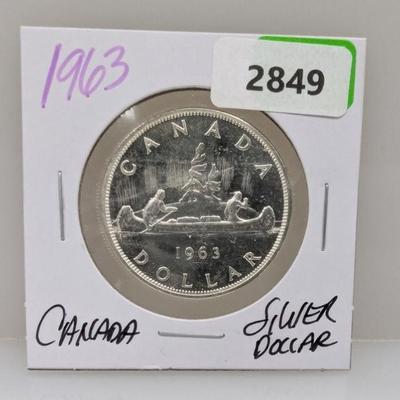 1963
2849
CANADA
1963
DOLLAR
CANADA
SILVER
DOLLAR